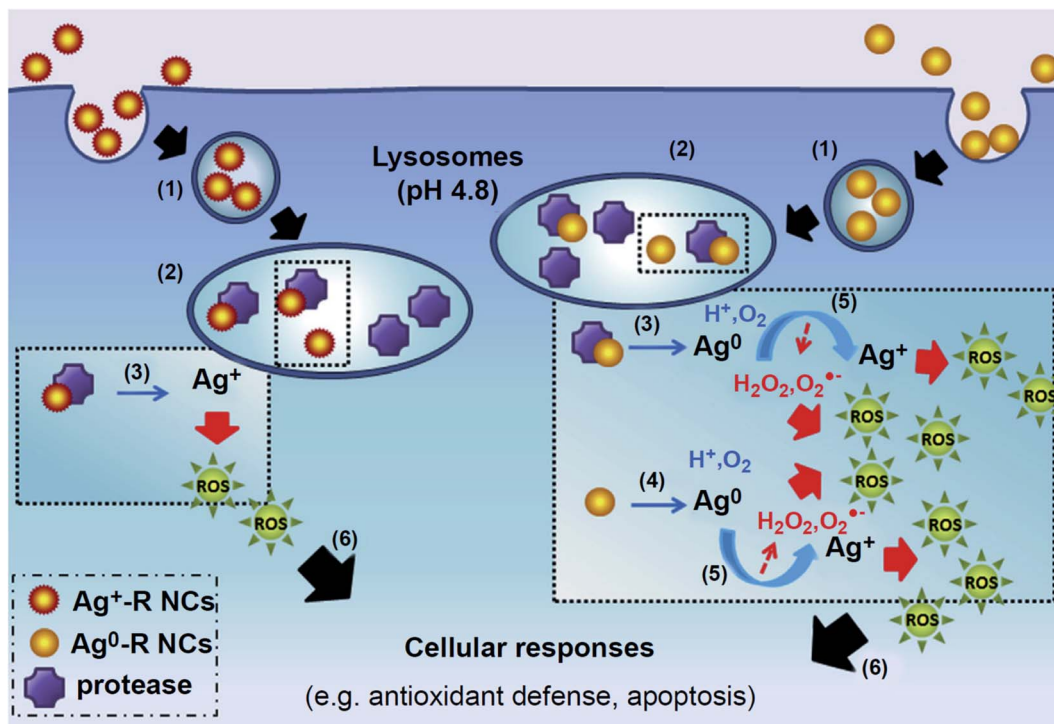 (1)
Lysosomes
(pH 4.8)
(2)
(1)
(2)
(3)
Ag⁺
ROS
ROS
(6)
(3)
H⁺,O₂
Ag⁰
(5)
Ag⁺
H₂O₂,O₂•⁻
ROS
ROS
ROS
ROS
ROS
H⁺,O₂
(4)
Ag⁰
H₂O₂,O₂•⁻
Ag⁺
(5)
ROS
ROS
ROS
(6)
Ag⁺-R NCs
Ag⁰-R NCs
protease
Cellular responses
(e.g. antioxidant defense, apoptosis)